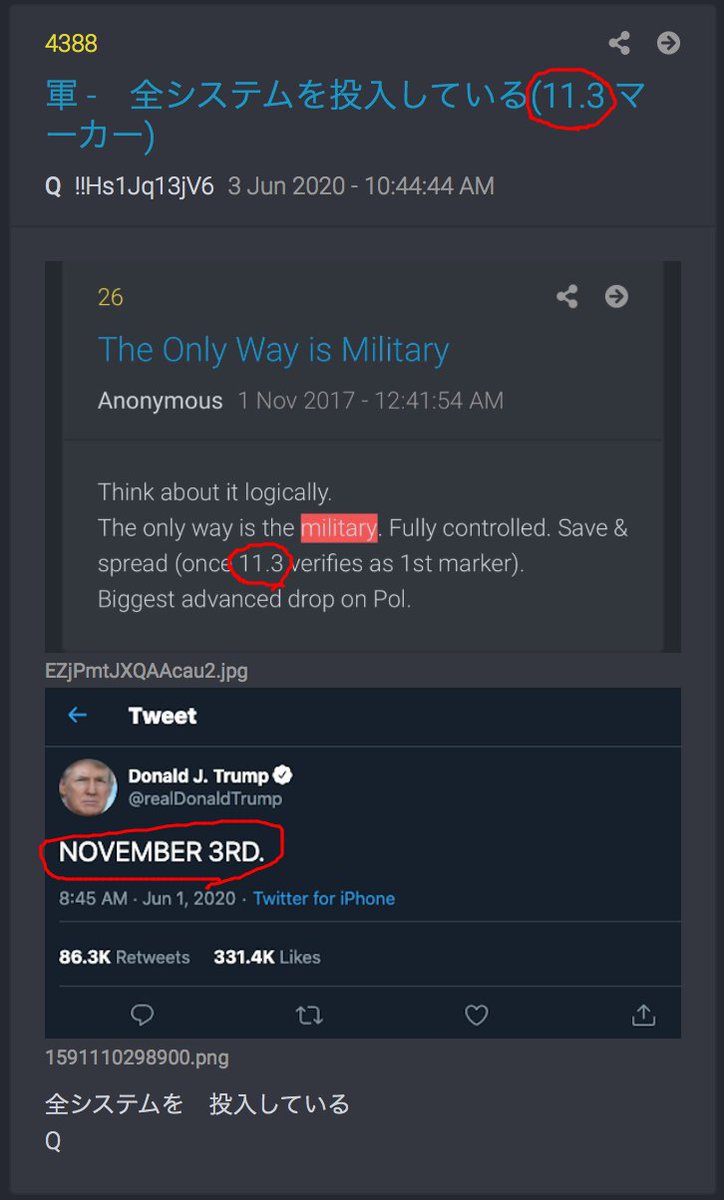 4388
軍 -　全システムを投入している(11.3 マ
ーカー)
Q !!Hs1Jq13jV6 3 Jun 2020 - 10:44:44 AM
26
The Only Way is Military
Anonymous 1 Nov 2017 - 12:41:54 AM
Think about it logically.
The only way is the military. Fully controlled. Save &
spread (once 11.3 verifies as 1st marker).
Biggest advanced drop on Pol.
EZjPmtJXQAAcau2.jpg
Tweet
Donald J. Trump
@realDonaldTrump
NOVEMBER 3RD.
8:45 AM · Jun 1, 2020 · Twitter for iPhone
86.3K Retweets 331.4K Likes
1591110298900.png
全システムを　投入している
Q